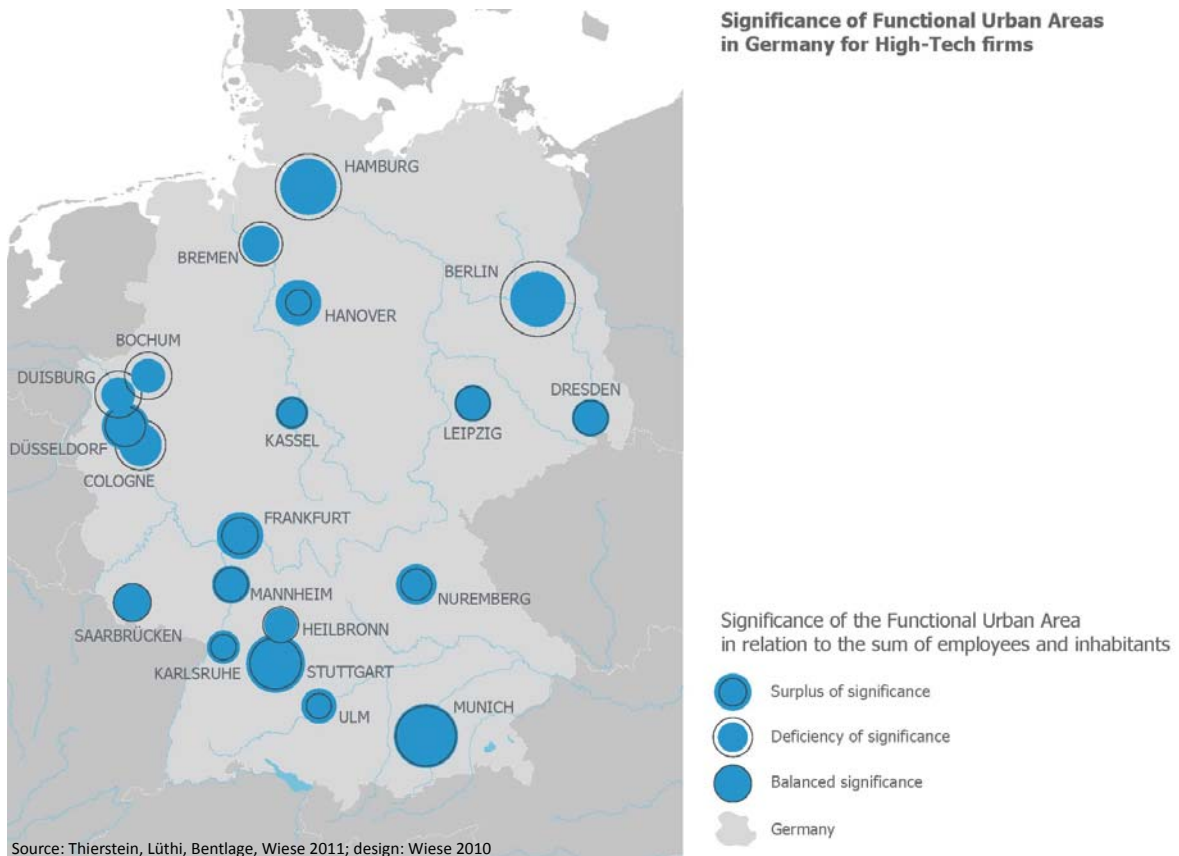 Significance of Functional Urban Areas
in Germany for High-Tech firms
HAMBURG
BREMEN
BERLIN
HANOVER
BOCHUM
DUISBURG
DRESDEN
KASSEL
LEIPZIG
DÜSSELDORF
COLOGNE
FRANKFURT
MANNHEIM
NUREMBERG
SAARBRÜCKEN
HEILBRONN
KARLSRUHE
STUTTGART
ULM
MUNICH
Significance of the Functional Urban Area
in relation to the sum of employees and inhabitants
Surplus of significance
Deficiency of significance
Balanced significance
Germany
Source: Thierstein, Lüthi, Bentlage, Wiese 2011; design: Wiese 2010